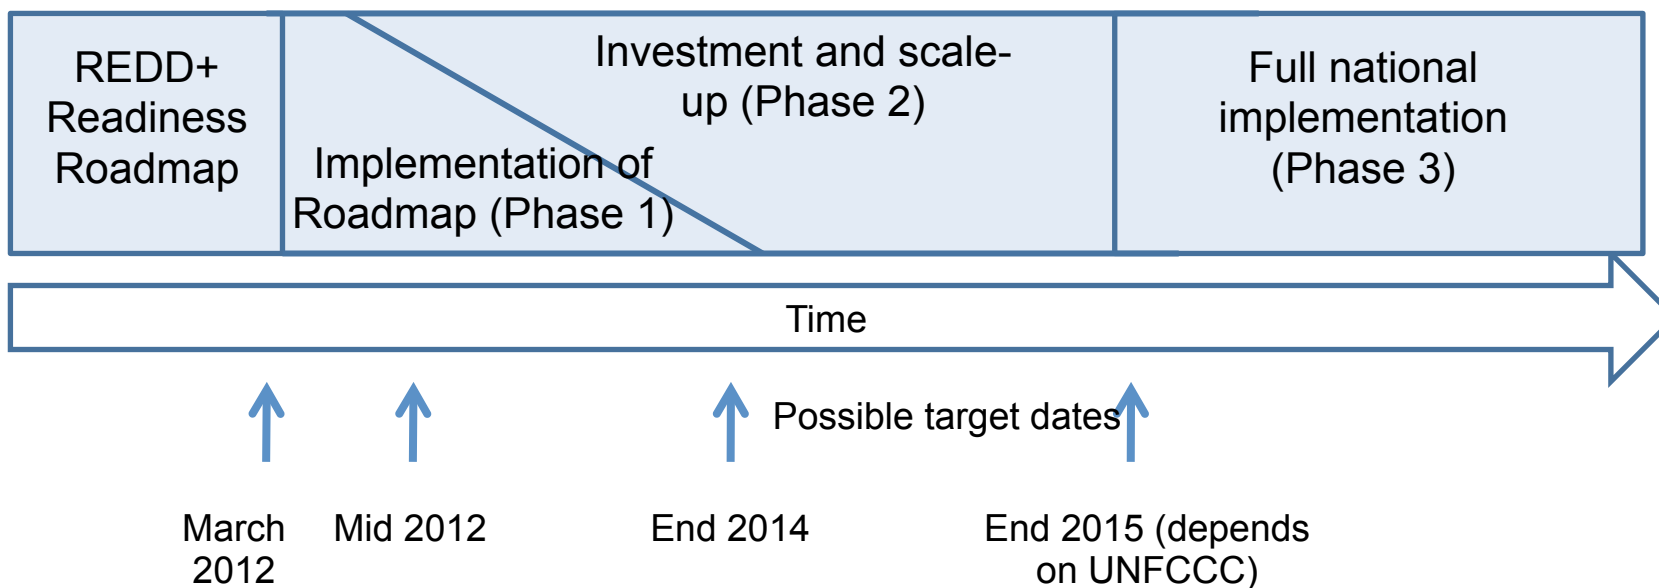 REDD+
Readiness
Roadmap
Implementation of
Roadmap (Phase 1)
Investment and scale-
up (Phase 2)
Full national
implementation
(Phase 3)
Time
Possible target dates
March
2012
Mid 2012
End 2014
End 2015 (depends
on UNFCCC)